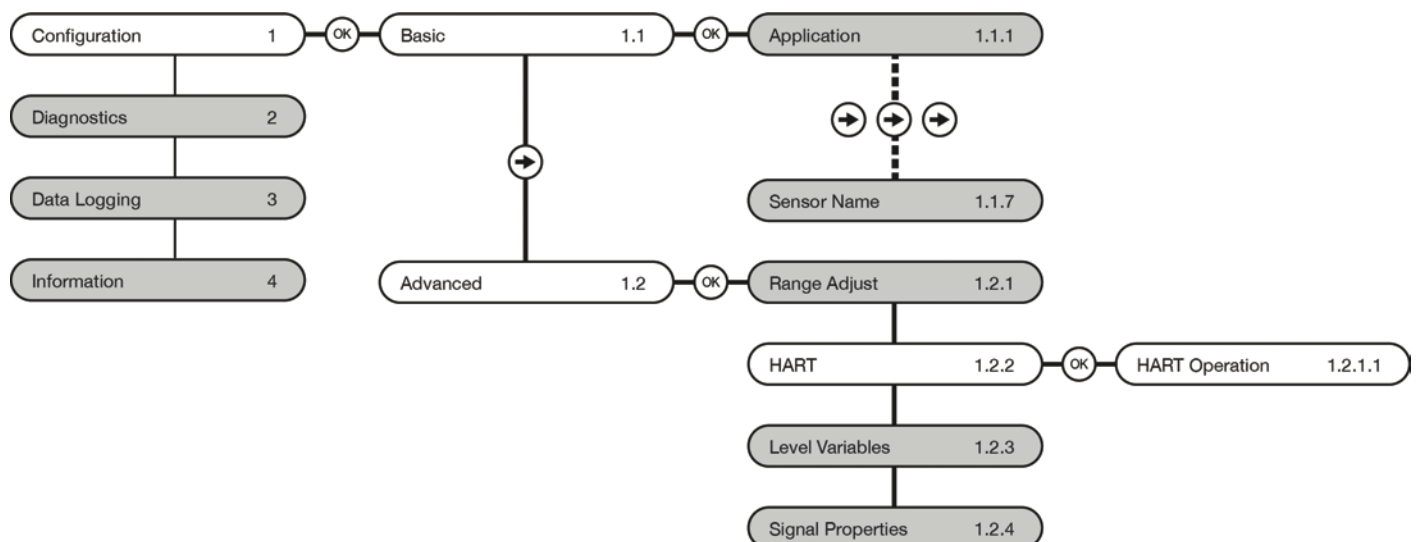 Configuration 1 OK Basic 1.1 OK Application 1.1.1
Diagnostics 2
Data Logging 3 Sensor Name 1.1.7
Information 4 Advanced 1.2 OK Range Adjust 1.2.1
HART 1.2.2 OK HART Operation 1.2.1.1
Level Variables 1.2.3
Signal Properties 1.2.4